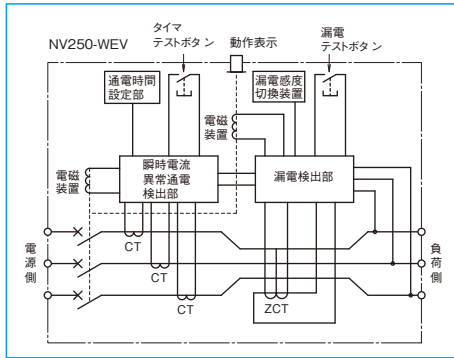 NV250-WEV
タイマ
テストボタン
動作表示
漏電
テストボタン
通電時間
設定部
漏電感度
切換装置
電磁
装置
電磁
装置
瞬時電流
異常通電
検出部
漏電検出部
電源側
負荷側
CT
CT
CT
ZCT